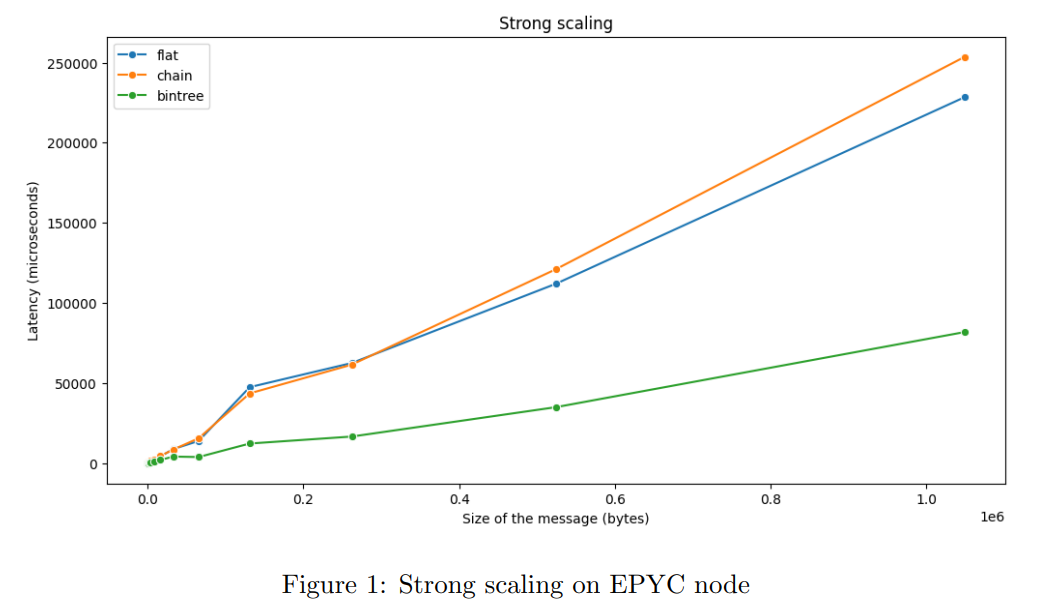 Strong scaling
flat
chain
bintree
Latency (microseconds)
250000
200000
150000
100000
50000
0
0.0 0.2 0.4 0.6 0.8 1.0
1e6
Size of the message (bytes)
Figure 1: Strong scaling on EPYC node